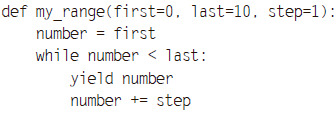 def my_range(first=0, last=10, step=1):
    number = first
    while number < last:
        yield number
        number += step